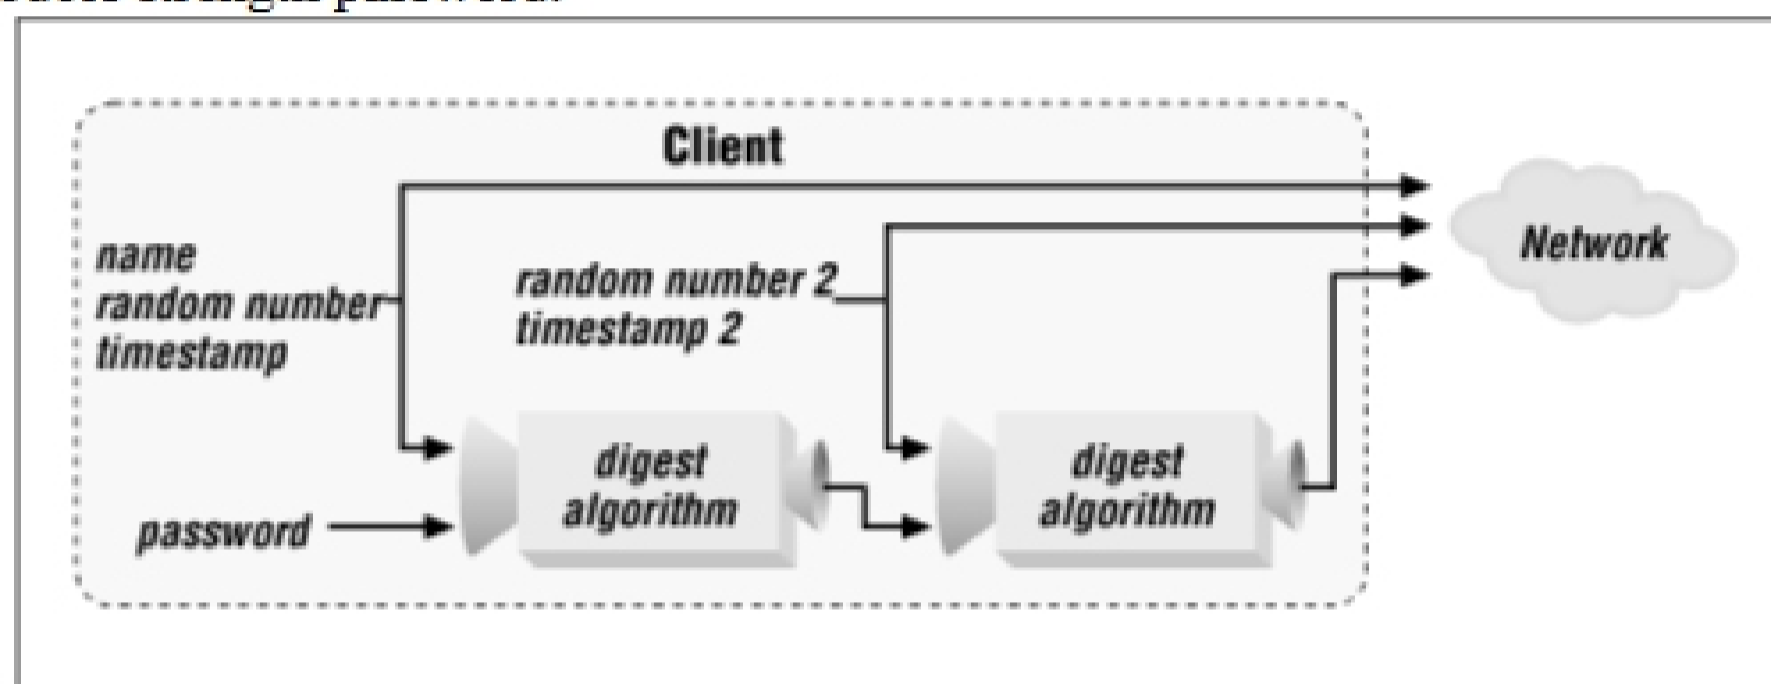 Client
name
random number
timestamp
random number 2
timestamp 2
Network
digest
algorithm
digest
algorithm
password